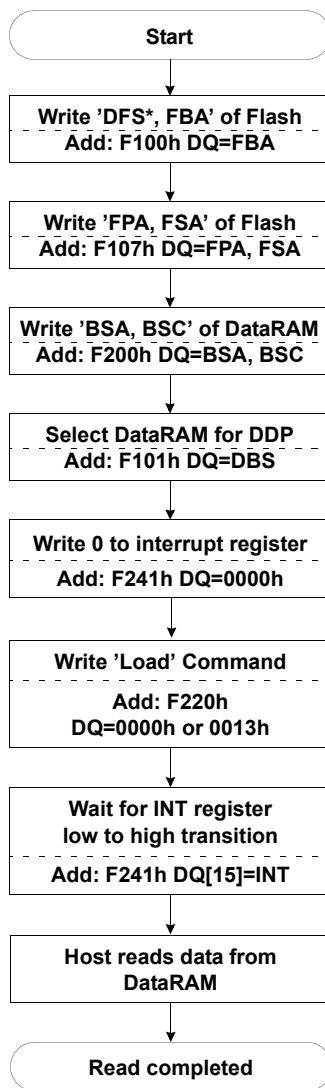 Start
Write ’DFS*, FBA’ of Flash
Add: F100h DQ=FBA
Write ’FPA, FSA’ of Flash
Add: F107h DQ=FPA, FSA
Write ’BSA, BSC’ of DataRAM
Add: F200h DQ=BSA, BSC
Select DataRAM for DDP
Add: F101h DQ=DBS
Write 0 to interrupt register
Add: F241h DQ=0000h
Write ’Load’ Command
Add: F220h
DQ=0000h or 0013h
Wait for INT register
low to high transition
Add: F241h DQ[15]=INT
Host reads data from
DataRAM
Read completed